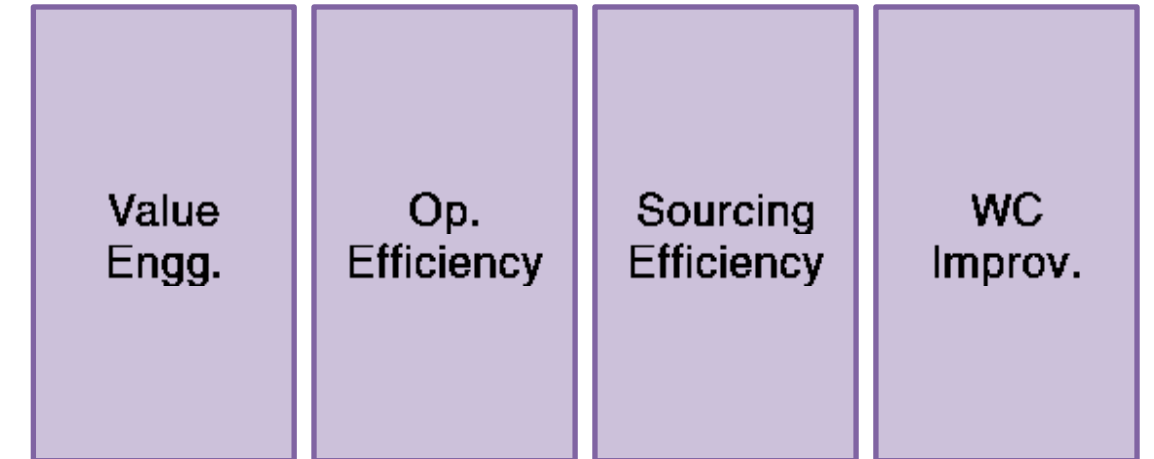 Value
Engg.
Op.
Efficiency
Sourcing
Efficiency
WC
Improv.